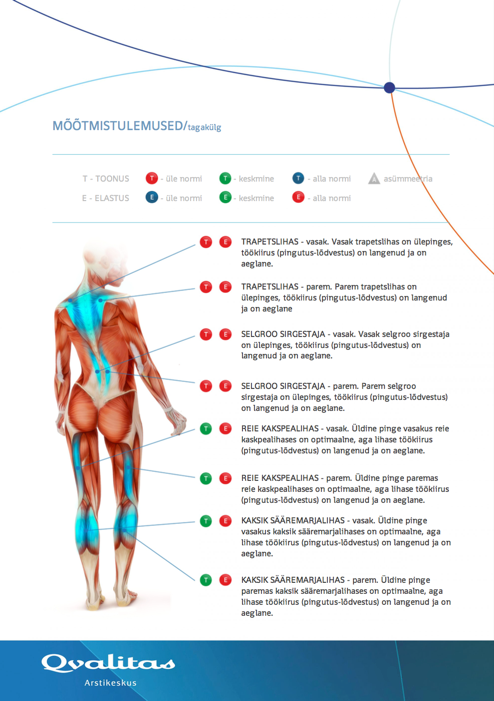 MÕÕTMISTULEMUSED/tagakülg
T - TOONUS T - üle normi T - keskmine T - alla normi A asümmeetria
E - ELASTUS E - üle normi E - keskmine E - alla normi
T E TRAPETSLIHAS - vasak. Vasak trapetslihas on ülepinges,
töökiirus (pingutus-lõdvestus) on langenud ja on
aeglane.
T E TRAPETSLIHAS - parem. Parem trapetslihas on
ülepinges, töökiirus (pingutus-lõdvestus) on langenud
ja on aeglane
T E SELGROO SIRGESTAJA - vasak. Vasak selgroo sirgestaja
on ülepinges, töökiirus (pingutus-lõdvestus) on
langenud ja on aeglane.
T E SELGROO SIRGESTAJA - parem. Parem selgroo
sirgestaja on ülepinges, töökiirus (pingutus-lõdvestus)
on langenud ja on aeglane.
T E REIE KAKSPEALIHAS - vasak. Üldine pinge vasakus reie
kaskpealihases on optimaalne, aga lihase töökiirus
(pingutus-lõdvestus) on langenud ja on aeglane.
T E REIE KAKSPEALIHAS - parem. Üldine pinge paremas
reie kaskpealihases on optimaalne, aga lihase töökiirus
(pingutus-lõdvestus) on langenud ja on aeglane.
T E KAKSIK SÄÄREMARJALIHAS - vasak. Üldine pinge
vasakus kaksik sääremarjalihases on optimaalne, aga
lihase töökiirus (pingutus-lõdvestus) on langenud ja on
aeglane.
T E KAKSIK SÄÄREMARJALIHAS - parem. Üldine pinge
paremas kaksik sääremarjalihases on optimaalne, aga
lihase töökiirus (pingutus-lõdvestus) on langenud ja on
aeglane.
Qvalitas
Arstikeskus